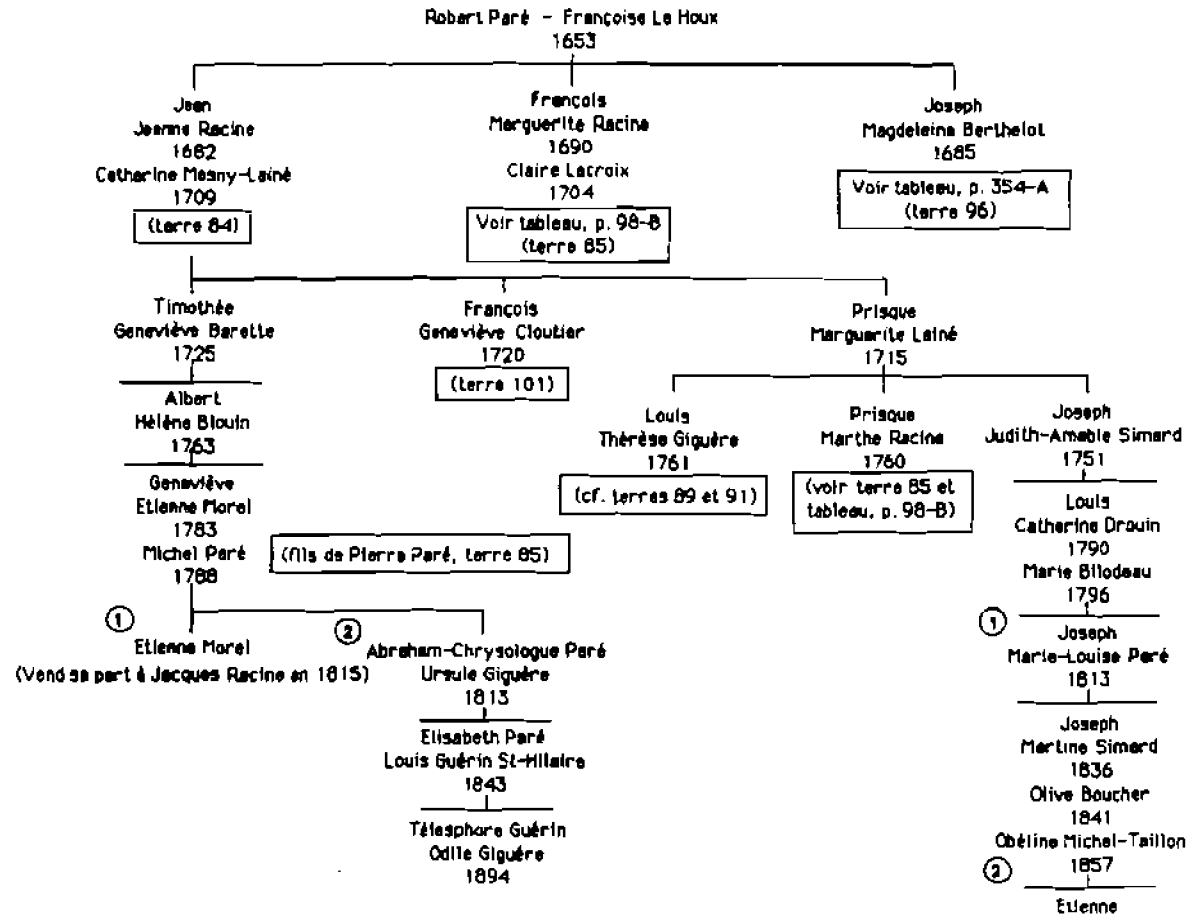 Robert Paré - Françoise Le Houx
1653
Jean
Jeanne Racine
1682
Catherine Mesny-Lainé
1709
(terre 84)
François
Marguerite Racine
1690
Claire Lacroix
1704
Voir tableau, p. 98-B
(terre 85)
Joseph
Magdeleine Berthelot
1685
Voir tableau, p. 354-A
(terre 96)
Timothée
Geneviève Barette
1725
François
Geneviève Cloutier
1720
(terre 101)
Prisque
Marguerite Lainé
1715
Albert
Hélène Blouin
1763
Louis
Thérèse Giguère
1761
(cf. terres 89 et 91)
Prisque
Marthe Racine
1760
(voir terre 85 et
tableau, p. 98-B)
Joseph
Judith-Amable Simard
1751
Geneviève
Etienne Morel
1783
Michel Paré
1788
(fils de Pierre Paré, terre 85)
Louis
Catherine Drouin
1790
Marie Bilodeau
1796
1
Etienne Morel
(Vend sa part à Jacques Racine en 1815)
2
Abraham-Chrysologue Paré
Ursule Giguère
1813
1
Joseph
Marie-Louise Paré
1813
Elisabeth Paré
Louis Guérin St-Hilaire
1843
Joseph
Martine Simard
1836
Olive Boucher
1841
Obéline Michel-Taillon
1857
Télesphore Guérin
Odile Giguère
1894
2
Etienne